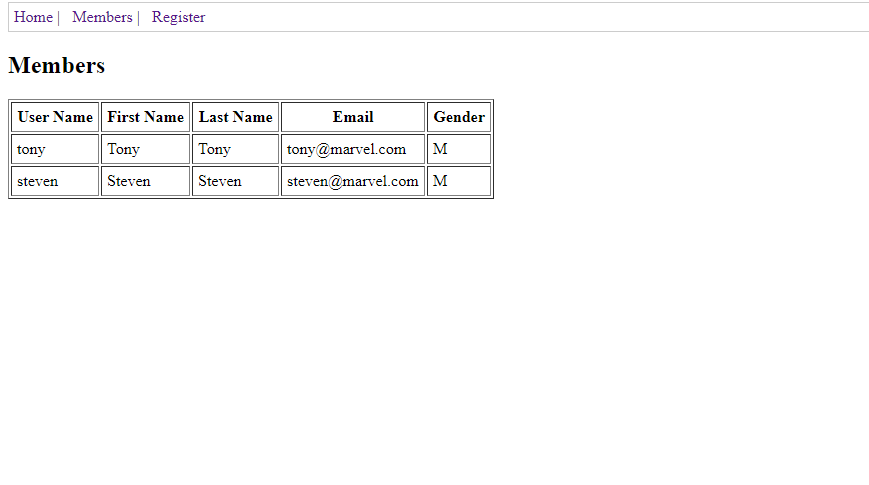 Home | Members | Register
Members
User Name First Name Last Name Email Gender
tony Tony Tony tony@marvel.com M
steven Steven Steven steven@marvel.com M